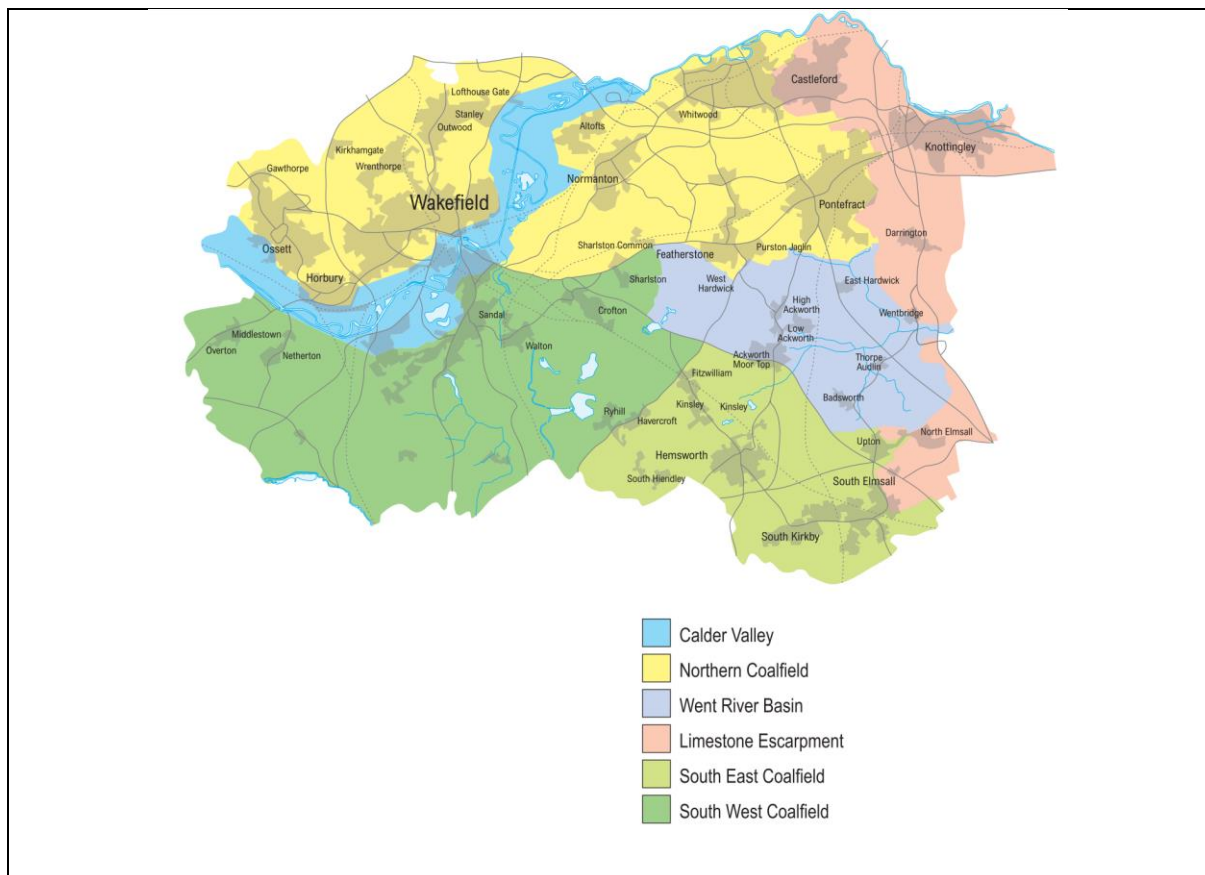 Castleford
Lofthouse Gate
Stanley
Outwood
Whitwood
Altofts
Knottingley
Kirkhamgate
Wrenthorpe
Gawthorpe
Normanton
Wakefield
Pontefract
Darrington
Ossett
Sharlston Common
Featherstone
Purston Jaglin
Horbury
Sharlston
West
Hardwick
East Hardwick
High
Ackworth
Wentbridge
Crofton
Sandal
Low
Ackworth
Middlestown
Overton
Netherton
Walton
Ackworth
Moor Top
Thorpe
Audlin
Fitzwilliam
Badsworth
Kinsley
Kinsley
Ryhill
Havercroft
North Elmsall
Upton
Hemsworth
South Hiendley
South Elmsall
South Kirkby
Calder Valley
Northern Coalfield
Went River Basin
Limestone Escarpment
South East Coalfield
South West Coalfield